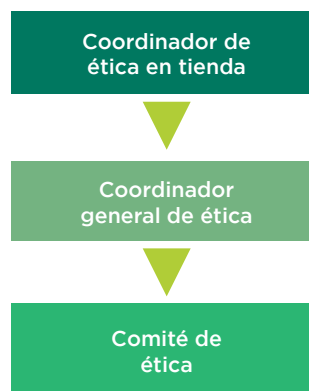 Coordinador de
ética en tienda
Coordinador
general de ética
Comité de
ética